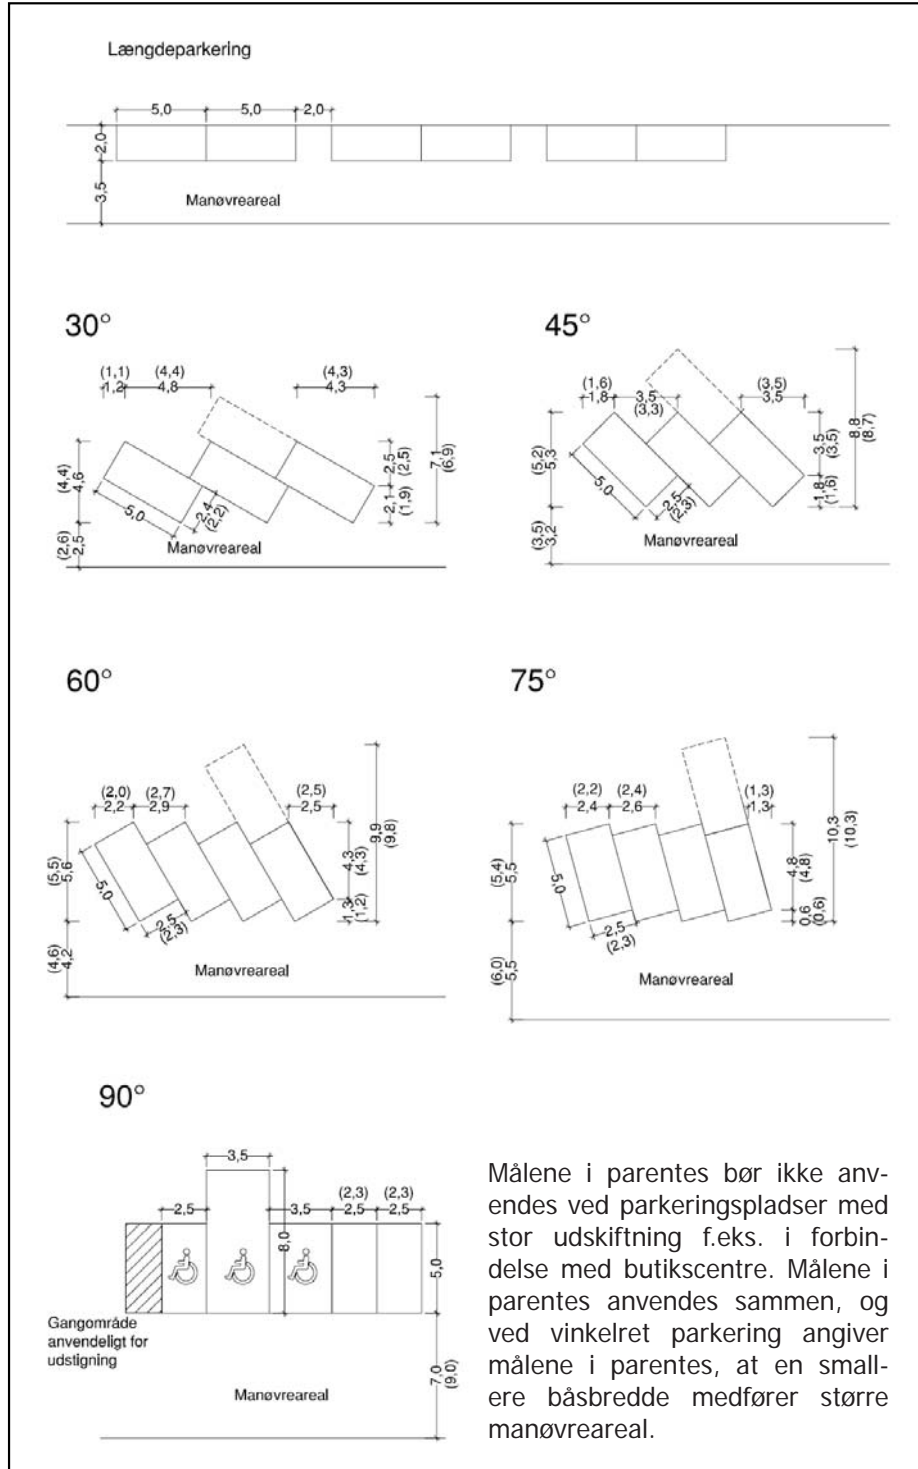 Længdeparkering
5,0 5,0 2,0
2,0
3,5
Manøvreareal
30°
(1,1) (4,4) (4,3)
1,2 4,8 4,3
(4,4)
4,6
5,0
2,4
(2,2)
2,5
(2,5)
2,1
(1,9)
7,1
(6,9)
(2,6)
2,5
Manøvreareal
45°
(1,6) (3,5)
1,8 3,5 3,5
(3,3)
(5,2)
5,3
5,0
2,5
(2,3)
3,5
(3,5)
1,8
(1,6)
8,8
(8,7)
(3,5)
3,2
Manøvreareal
60°
(2,0) (2,7) (2,5)
2,2 2,9 2,5
(5,5)
5,6
5,0
2,5
(2,3)
4,3
(4,3)
1,3
(1,2)
9,9
(9,8)
(4,6)
4,2
Manøvreareal
75°
(2,2) (2,4) (1,3)
2,4 2,6 1,3
(5,4)
5,5
5,0
2,5
(2,3)
4,8
(4,8)
0,6
(0,6)
10,3
(10,3)
(6,0)
5,5
Manøvreareal
90°
3,5
(2,3) (2,3)
2,5 3,5 2,5 2,5
8,0
5,0
Gangområde
anvendeligt for
udstigning
7,0
(9,0)
Manøvreareal
Målene i parentes bør ikke anv-
endes ved parkeringspladser med
stor udskiftning f.eks. i forbin-
delse med butikscentre. Målene i
parentes anvendes sammen, og
ved vinkelret parkering angiver
målene i parentes, at en small-
ere båsbredde medfører større
manøvreareal.